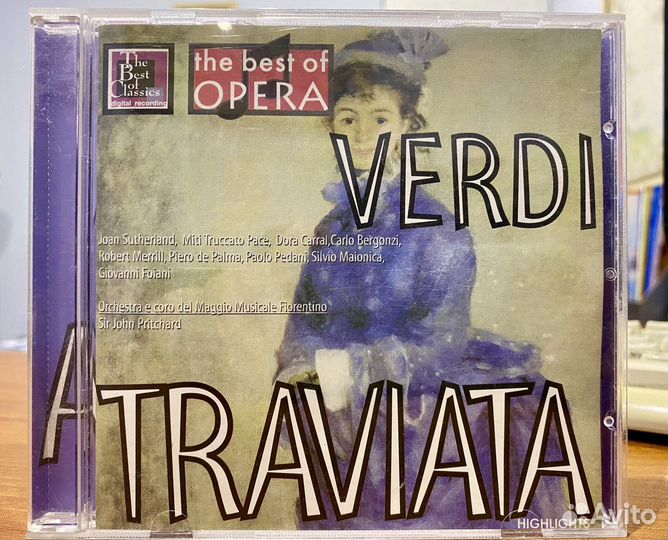 The
Best
of
Classics
digital recording
the best of
OPERA
VERDI
Joan Sutherland, Miti Truccato Pace, Dora Carral, Carlo Bergonzi,
Robert Merrill, Piero de Palma, Paolo Pedani, Silvio Maionica,
Giovanni Foiani
Orchestra e coro del Maggio Musicale Fiorentino
Sir John Pritchard
A TRAVIATA
HIGHLIGHTS
Avito